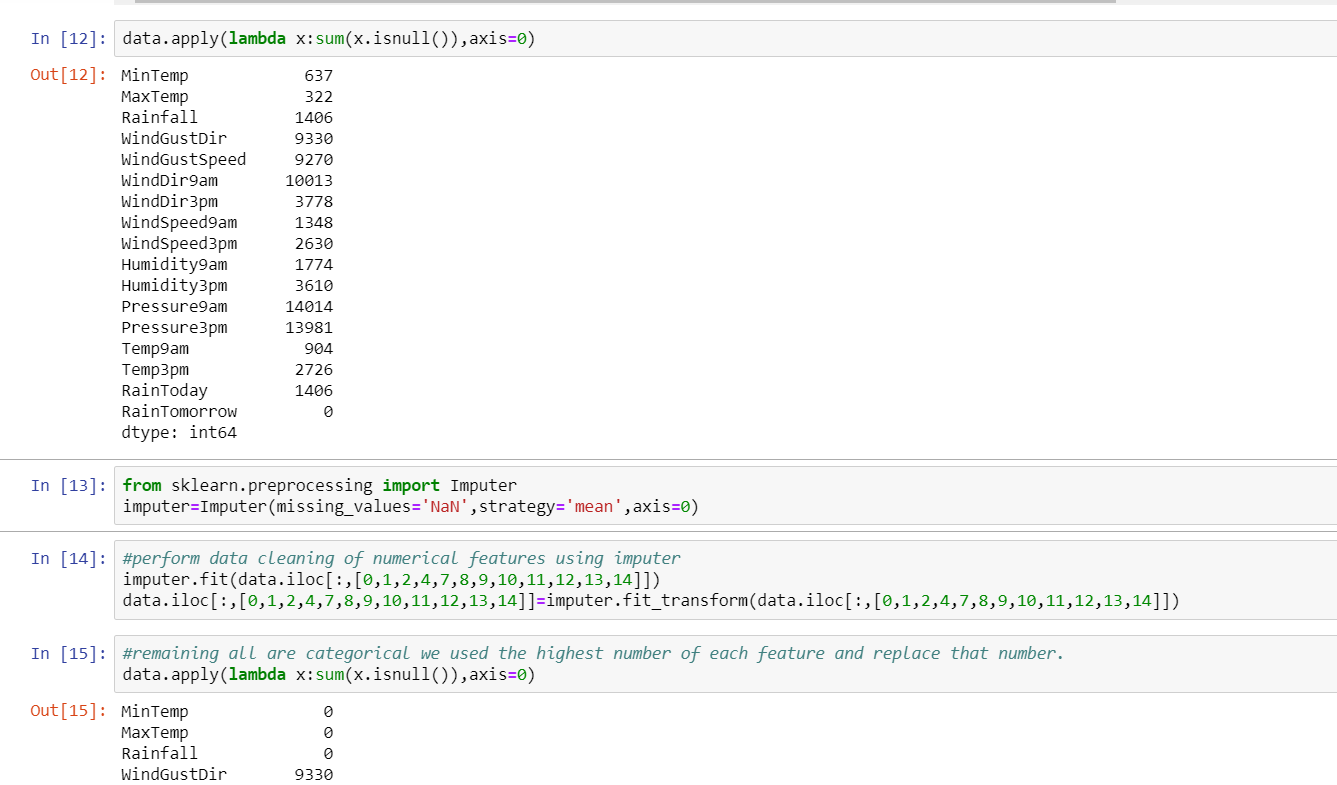 In [12]: data.apply(lambda x:sum(x.isnull()),axis=0)
Out[12]: MinTemp 637
MaxTemp 322
Rainfall 1406
WindGustDir 9330
WindGustSpeed 9270
WindDir9am 10013
WindDir3pm 3778
WindSpeed9am 1348
WindSpeed3pm 2630
Humidity9am 1774
Humidity3pm 3610
Pressure9am 14014
Pressure3pm 13981
Temp9am 904
Temp3pm 2726
RainToday 1406
RainTomorrow 0
dtype: int64
In [13]: from sklearn.preprocessing import Imputer
imputer=Imputer(missing_values='NaN',strategy='mean',axis=0)
In [14]: #perform data cleaning of numerical features using imputer
imputer.fit(data.iloc[:,[0,1,2,4,7,8,9,10,11,12,13,14]])
data.iloc[:,[0,1,2,4,7,8,9,10,11,12,13,14]]=imputer.fit_transform(data.iloc[:,[0,1,2,4,7,8,9,10,11,12,13,14]])
In [15]: #remaining all are categorical we used the highest number of each feature and replace that number.
data.apply(lambda x:sum(x.isnull()),axis=0)
Out[15]: MinTemp 0
MaxTemp 0
Rainfall 0
WindGustDir 9330